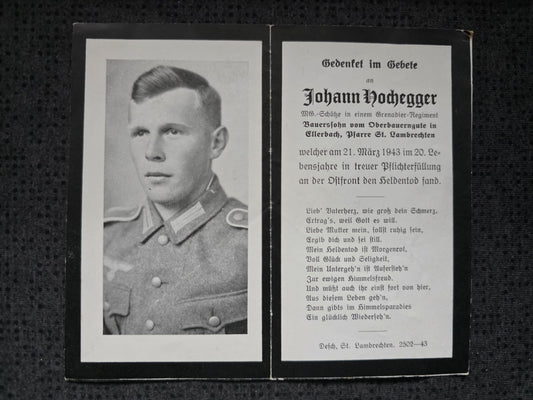 Gedenket im Gebete
an
Johann Hochegger
MG.-Schütze in einem Grenadier-Regiment
Bauerssohn vom Oberbauerngute in
Ellerbach, Pfarre St. Lambrechten
welcher am 21. März 1943 im 20. Le-
bensjahre in treuer Pflichterfüllung
an der Ostfront den Heldentod fand.
Lieb' Vaterherz, wie groß dein Schmerz,
Ertrag's, weil Gott es will.
Liebe Mutter mein, sollst ruhig sein,
Ergib dich und sei still.
Mein Heldentod ist Morgenrot,
Voll Glück und Seligkeit,
Mein Untergeh'n ist Aufersteh'n
Zur ewigen Himmelsfreud.
Und müßt auch ihr einst fort von hier,
Aus diesem Leben geh'n,
Dann gibts im Himmelsparadies
Ein glücklich Wiederseh'n.
Desch, St. Lambrechten. 2502—43